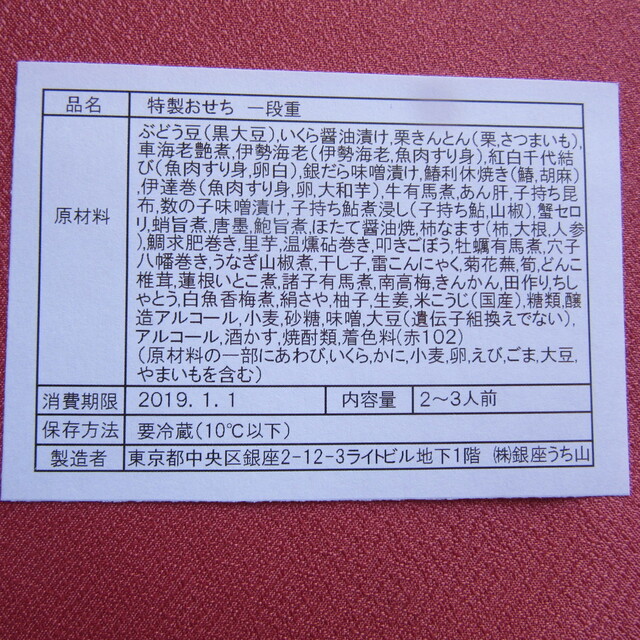 品名 特製おせち 一段重
原材料
ぶどう豆(黒大豆),いくら醤油漬け,栗きんとん(栗,さつまいも),
車海老艶煮,伊勢海老(伊勢海老,魚肉すり身),紅白千代結
び(魚肉すり身,卵白),銀だら味噌漬け,鰆利休焼き(鰆,胡麻)
,伊達巻(魚肉すり身,卵,大和芋),牛有馬煮,あん肝,子持ち昆
布,数の子味噌漬け,子持ち鮎煮浸し(子持ち鮎,山椒),蟹セロ
リ,蛸旨煮,唐墨,鮑旨煮,ほたて醤油焼,柿なます(柿,大根,人参
),鯛求肥巻き,里芋,温燻砧巻き,叩きごぼう,牡蠣有馬煮,穴子
八幡巻き,うなぎ山椒煮,干し子,雷こんにゃく,菊花蕪,筍,どんこ
椎茸,蓮根いとこ煮,諸子有馬煮,南高梅,きんかん,田作り,ちし
ゃとう,白魚香梅煮,絹さや,柚子,生姜,米こうじ(国産),糖類,醸
造アルコール,小麦,砂糖,味噌,大豆(遺伝子組換えでない),
アルコール,酒かす,焼酎類,着色料(赤102)
(原材料の一部にあわび,いくら,かに,小麦,卵,えび,ごま,大豆,
やまいもを含む)
消費期限 2019.1.1 内容量 2~3人前
保存方法 要冷蔵(10℃以下)
製造者 東京都中央区銀座2-12-3ライトビル地下1階 ㈱銀座うち山